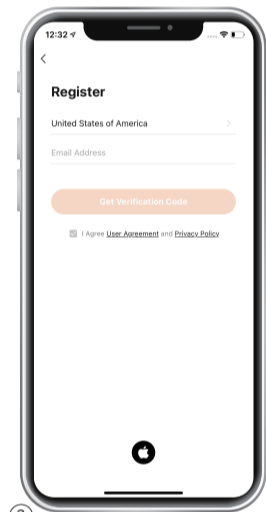 12:32
Register
United States of America
Email Address
Get Verification Code
I Agree User Agreement and Privacy Policy